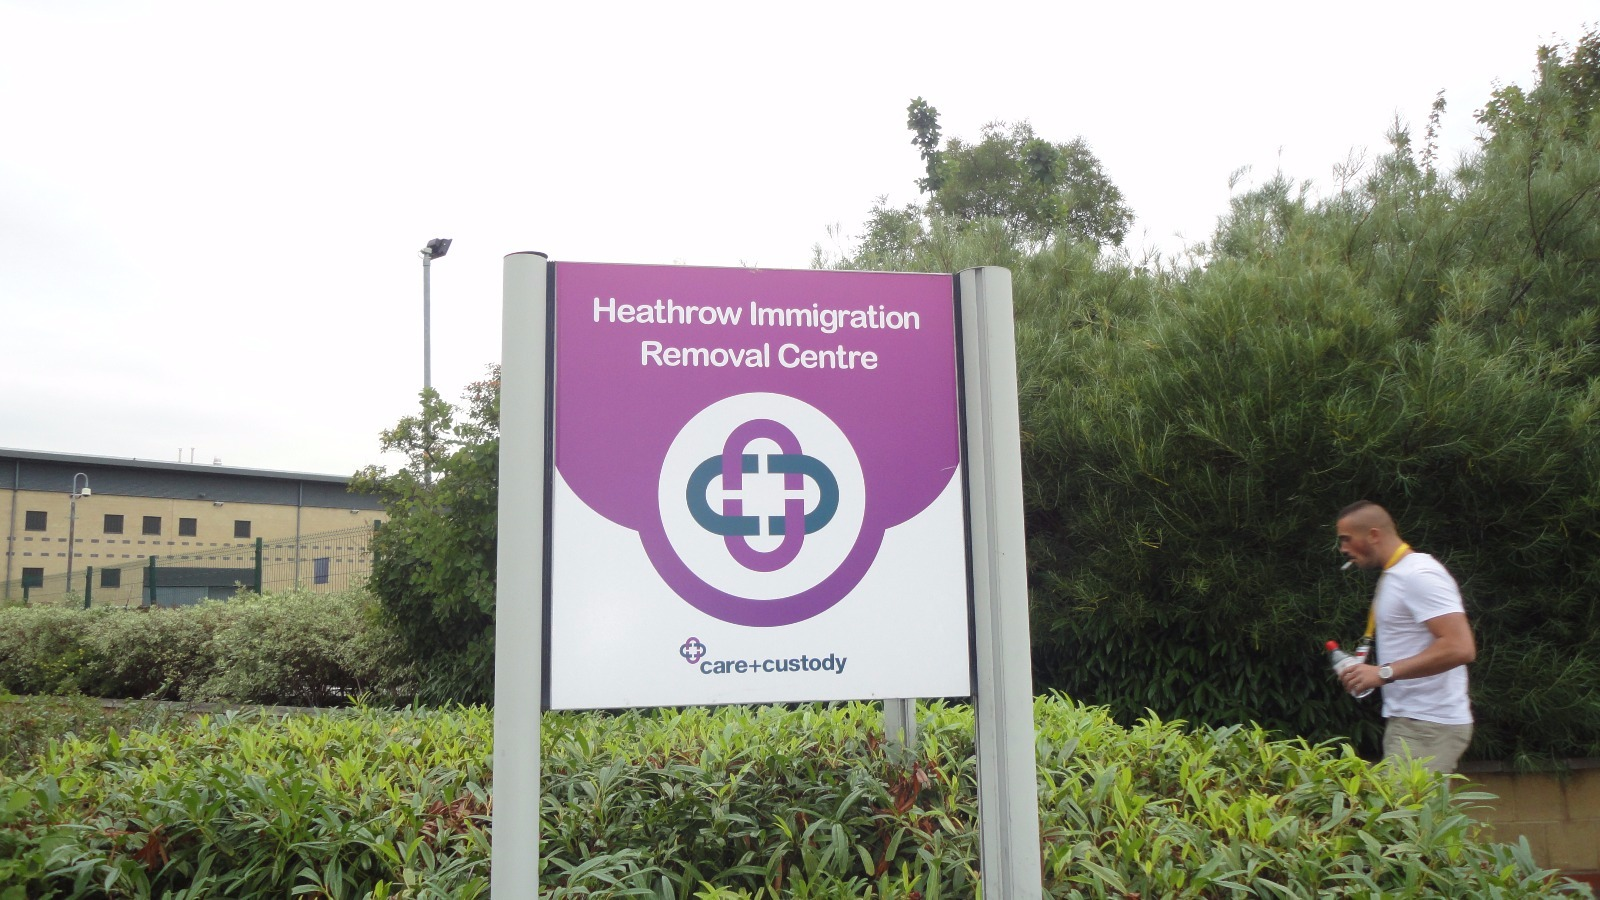 Heathrow Immigration
Removal Centre
care+custody